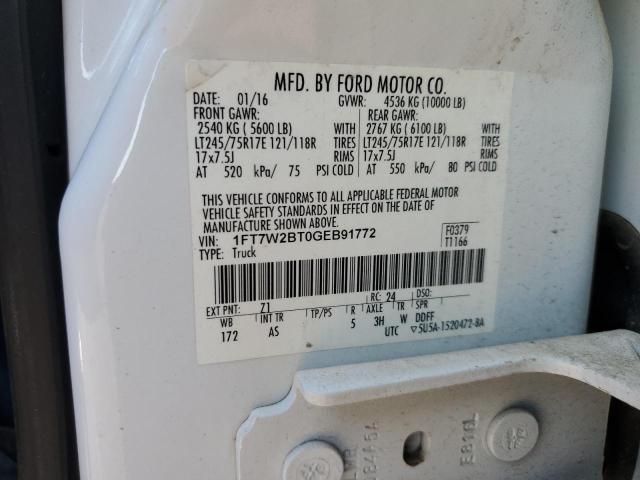 MFD. BY FORD MOTOR CO.
DATE: 01/16 GVWR: 4536 KG (10000 LB)
FRONT GAWR: REAR GAWR:
2540 KG ( 5600 LB) WITH 2767 KG ( 6100 LB) WITH
LT245/75R17E 121/118R TIRES LT245/75R17E 121/118R TIRES
17x7.5J RIMS 17x7.5J RIMS
AT 520 kPa/ 75 PSI COLD AT 550 kPa/ 80 PSI COLD
THIS VEHICLE CONFORMS TO ALL APPLICABLE FEDERAL MOTOR
VEHICLE SAFETY STANDARDS IN EFFECT ON THE DATE OF
MANUFACTURE SHOWN ABOVE.
VIN: 1FT7W2BT0GEB91772 F0379
TYPE: Truck T1166
EXT PNT: Z1 RC: 24 DSO:
WB INT TR TP/PS R AXLE TR SPR
172 AS 5 3H W DDFF
UTC ▽5U5A-1520472-BA